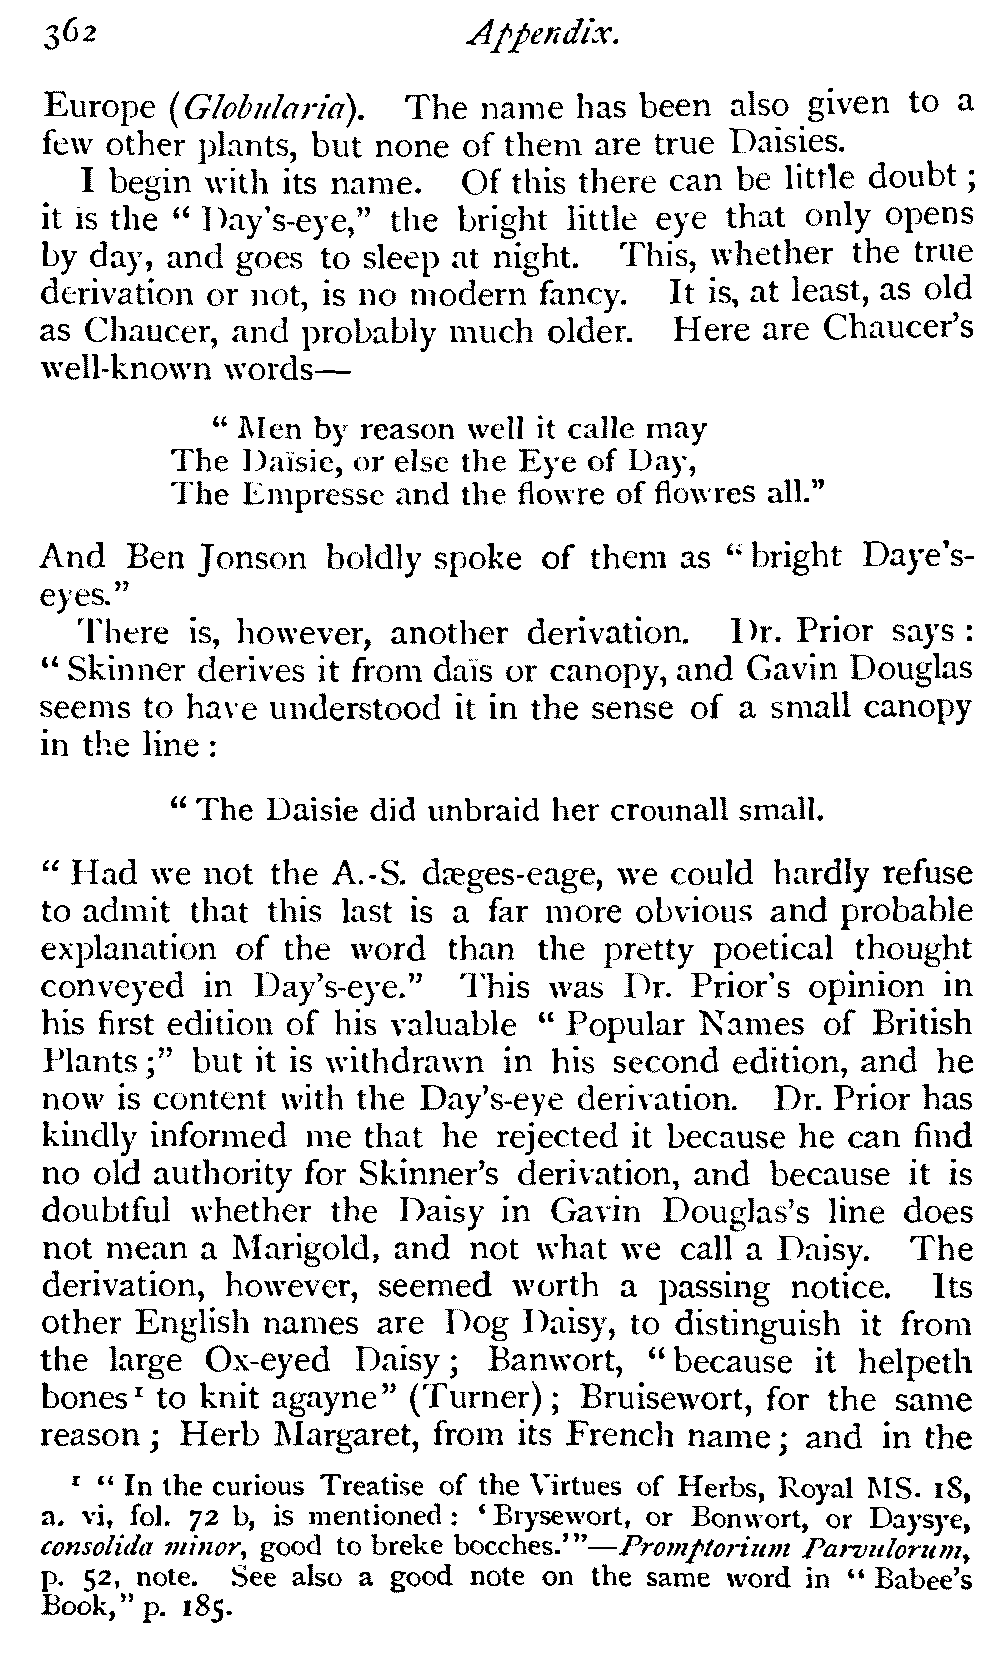 362 Appendix.
Europe (Globularia). The name has been also given to a
few other plants, but none of them are true Daisies.
I begin with its name. Of this there can be little doubt ;
it is the “ Day’s-eye,” the bright little eye that only opens
by day, and goes to sleep at night. This, whether the true
derivation or not, is no modern fancy. It is, at least, as old
as Chaucer, and probably much older. Here are Chaucer’s
well-known words—
“ Men by reason well it calle may
The Daïsie, or else the Eye of Day,
The Empresse and the flowre of flowres all.”
And Ben Jonson boldly spoke of them as “ bright Daye’s-
eyes.”
There is, however, another derivation. Dr. Prior says :
“ Skinner derives it from daïs or canopy, and Gavin Douglas
seems to have understood it in the sense of a small canopy
in the line :
“ The Daisie did unbraid her crounall small.
“ Had we not the A.-S. dæges-eage, we could hardly refuse
to admit that this last is a far more obvious and probable
explanation of the word than the pretty poetical thought
conveyed in Day’s-eye.” This was Dr. Prior’s opinion in
his first edition of his valuable “ Popular Names of British
Plants ;” but it is withdrawn in his second edition, and he
now is content with the Day’s-eye derivation. Dr. Prior has
kindly informed me that he rejected it because he can find
no old authority for Skinner’s derivation, and because it is
doubtful whether the Daisy in Gavin Douglas’s line does
not mean a Marigold, and not what we call a Daisy. The
derivation, however, seemed worth a passing notice. Its
other English names are Dog Daisy, to distinguish it from
the large Ox-eyed Daisy ; Banwort, “ because it helpeth
bones¹ to knit agayne” (Turner) ; Bruisewort, for the same
reason ; Herb Margaret, from its French name ; and in the
¹ “ In the curious Treatise of the Virtues of Herbs, Royal MS. 18,
a. vi, fol. 72 b, is mentioned : ‘ Brysewort, or Bonwort, or Daysye,
consolida minor, good to breke bocches.’”—Promptorium Parvulorum,
p. 52, note. See also a good note on the same word in “ Babee’s
Book,” p. 185.